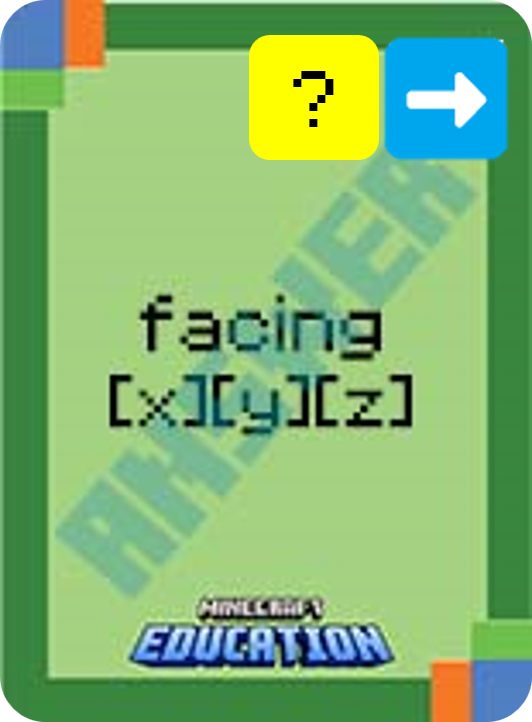 ?
facing
[x][y][z]
ANSWER
MINECRAFT
EDUCATION